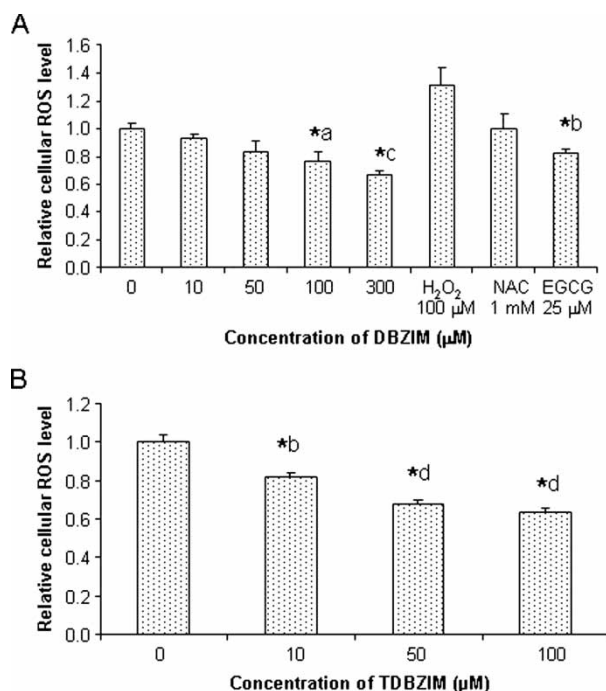 A
Relative cellular ROS level
1.6
1.4
1.2
1.0
0.8
0.6
0.4
0.2
0.0
*a
*c
*b
0 10 50 100 300 H₂O₂ NAC EGCG
100 µM 1 mM 25 µM
Concentration of DBZIM (µM)
B
Relative cellular ROS level
1.2
1.0
0.8
0.6
0.4
0.2
0.0
*b
*d
*d
0 10 50 100
Concentration of TDBZIM (µM)